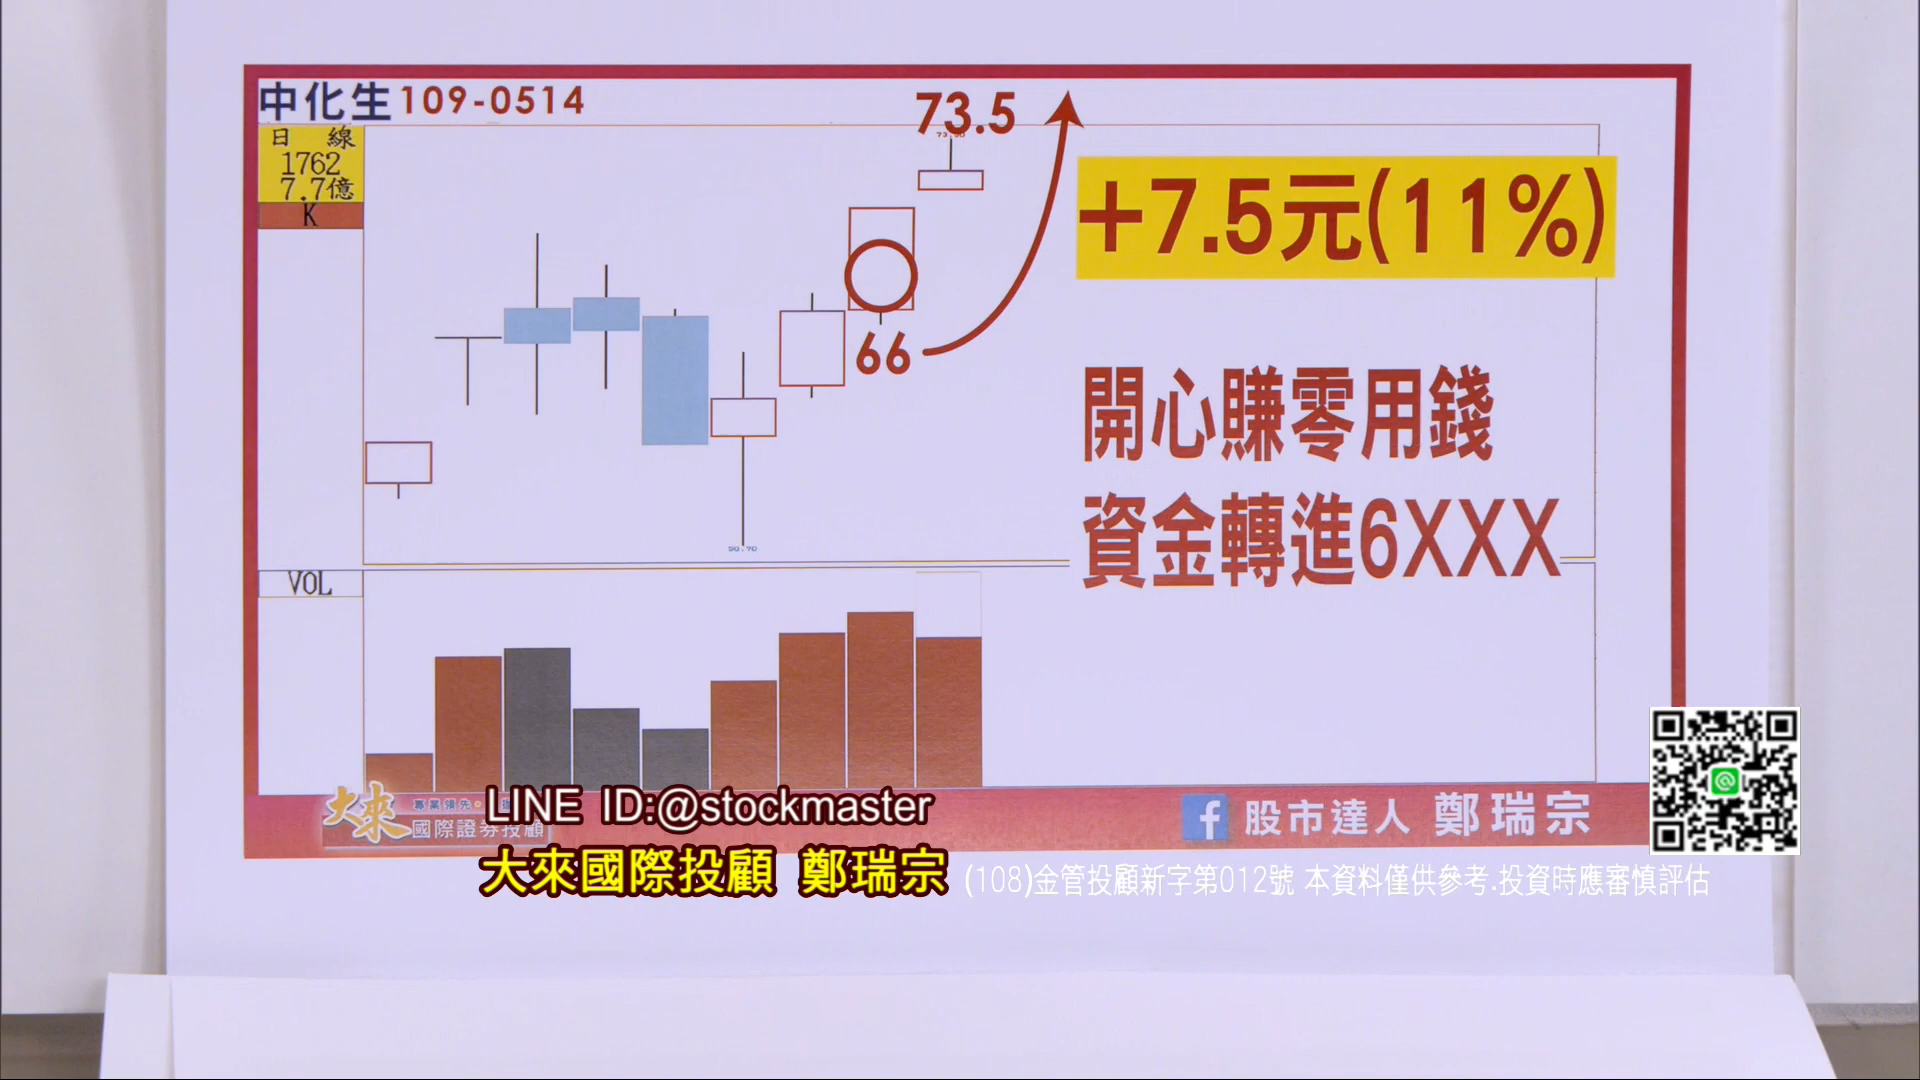 中化生 109-0514
日 線
1762
7.7億
K
73.5
+7.5元(11%)
66
開心賺零用錢
資金轉進6XXX
50.70
VOL
大來
國際證券投顧
LINE ID:@stockmaster
f 股市達人 鄭瑞宗
大來國際投顧 鄭瑞宗
(108)金管投顧新字第012號 本資料僅供參考.投資時應審慎評估